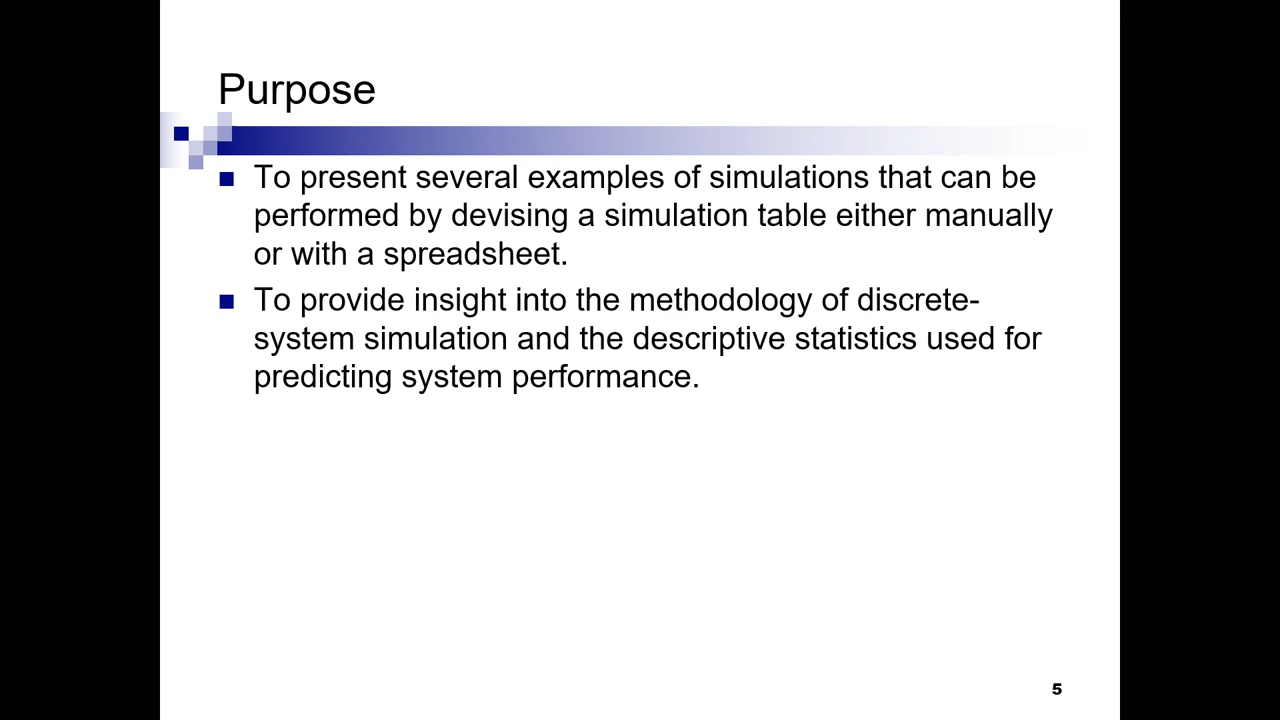 Purpose
To present several examples of simulations that can be
performed by devising a simulation table either manually
or with a spreadsheet.
To provide insight into the methodology of discrete-
system simulation and the descriptive statistics used for
predicting system performance.
5